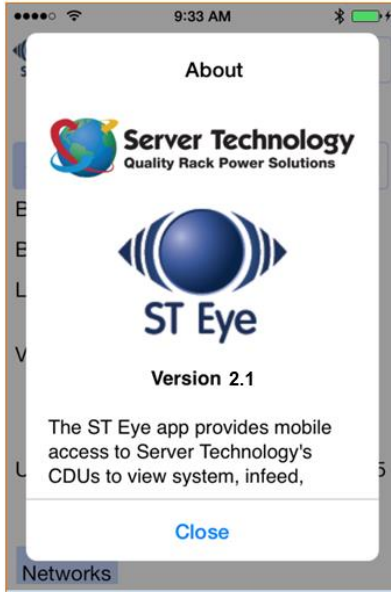 9:33 AM
About
Server Technology
Quality Rack Power Solutions
ST Eye
Version 2.1
The ST Eye app provides mobile
access to Server Technology's
CDUs to view system, infeed,
Close
Networks